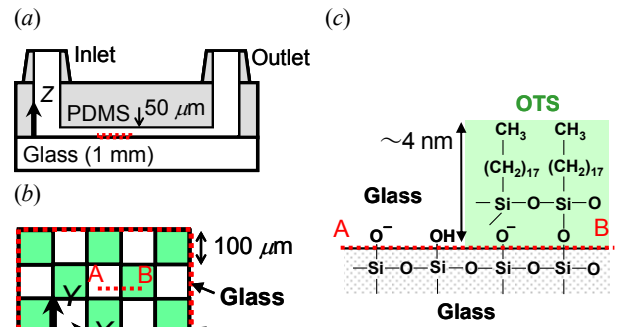 (a)
Inlet
Outlet
Z
PDMS
50 μm
Glass (1 mm)
(b)
100 μm
A B
Glass
Y
(c)
OTS
~4 nm
CH₃ CH₃
(CH₂)₁₇ (CH₂)₁₇
Glass
Si — O — Si — O
A B
O⁻ OH O⁻ O
Si — O — Si — O — Si — O — Si — O
Glass